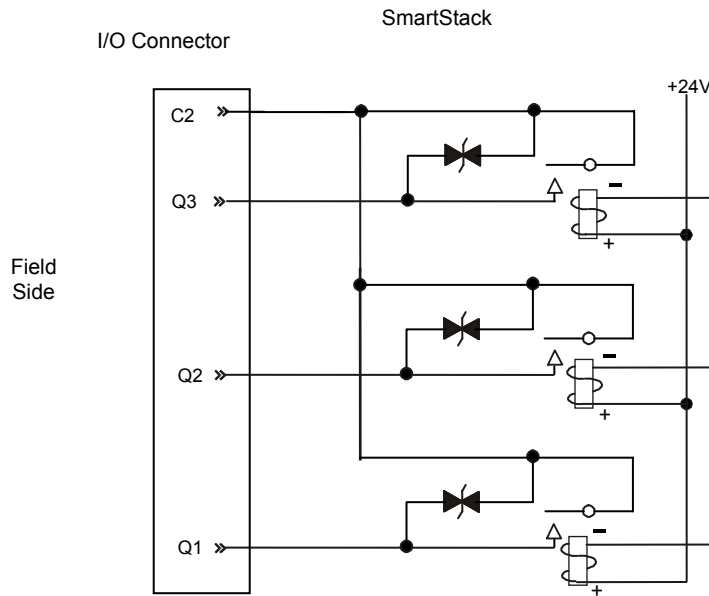 SmartStack
I/O Connector
+24V
C2
Q3
−
+
Field
Side
Q2
−
+
Q1
−
+